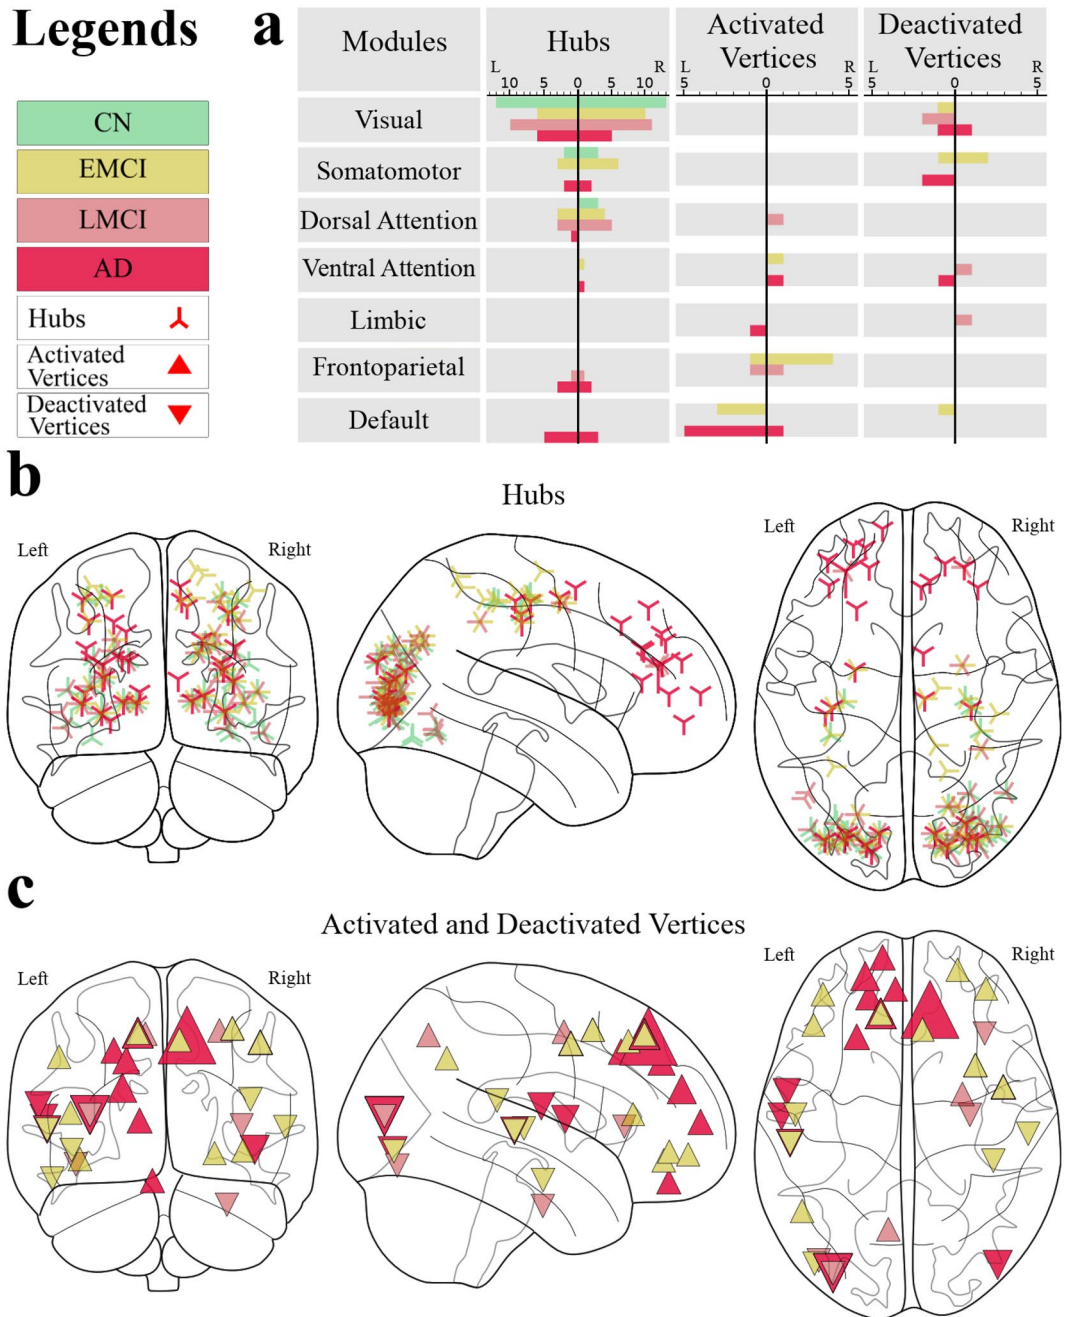 Legends
CN
EMCI
LMCI
AD
Hubs
Activated
Vertices
Deactivated
Vertices
a
Modules
Hubs
Activated
Vertices
Deactivated
Vertices
L R L R L R
10 5 0 5 10 5 0 5 5 0 5
Visual
Somatomotor
Dorsal Attention
Ventral Attention
Limbic
Frontoparietal
Default
b
Hubs
Left Right Left Right
c
Activated and Deactivated Vertices
Left Right Left Right